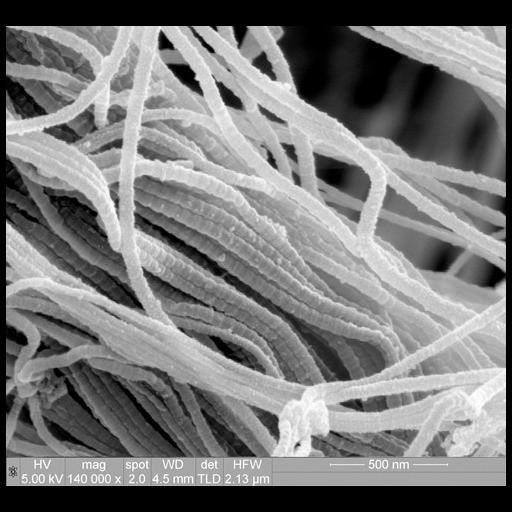 HV mag spot WD det HFW
5.00 kV 140 000 x 2.0 4.5 mm TLD 2.13 µm
500 nm